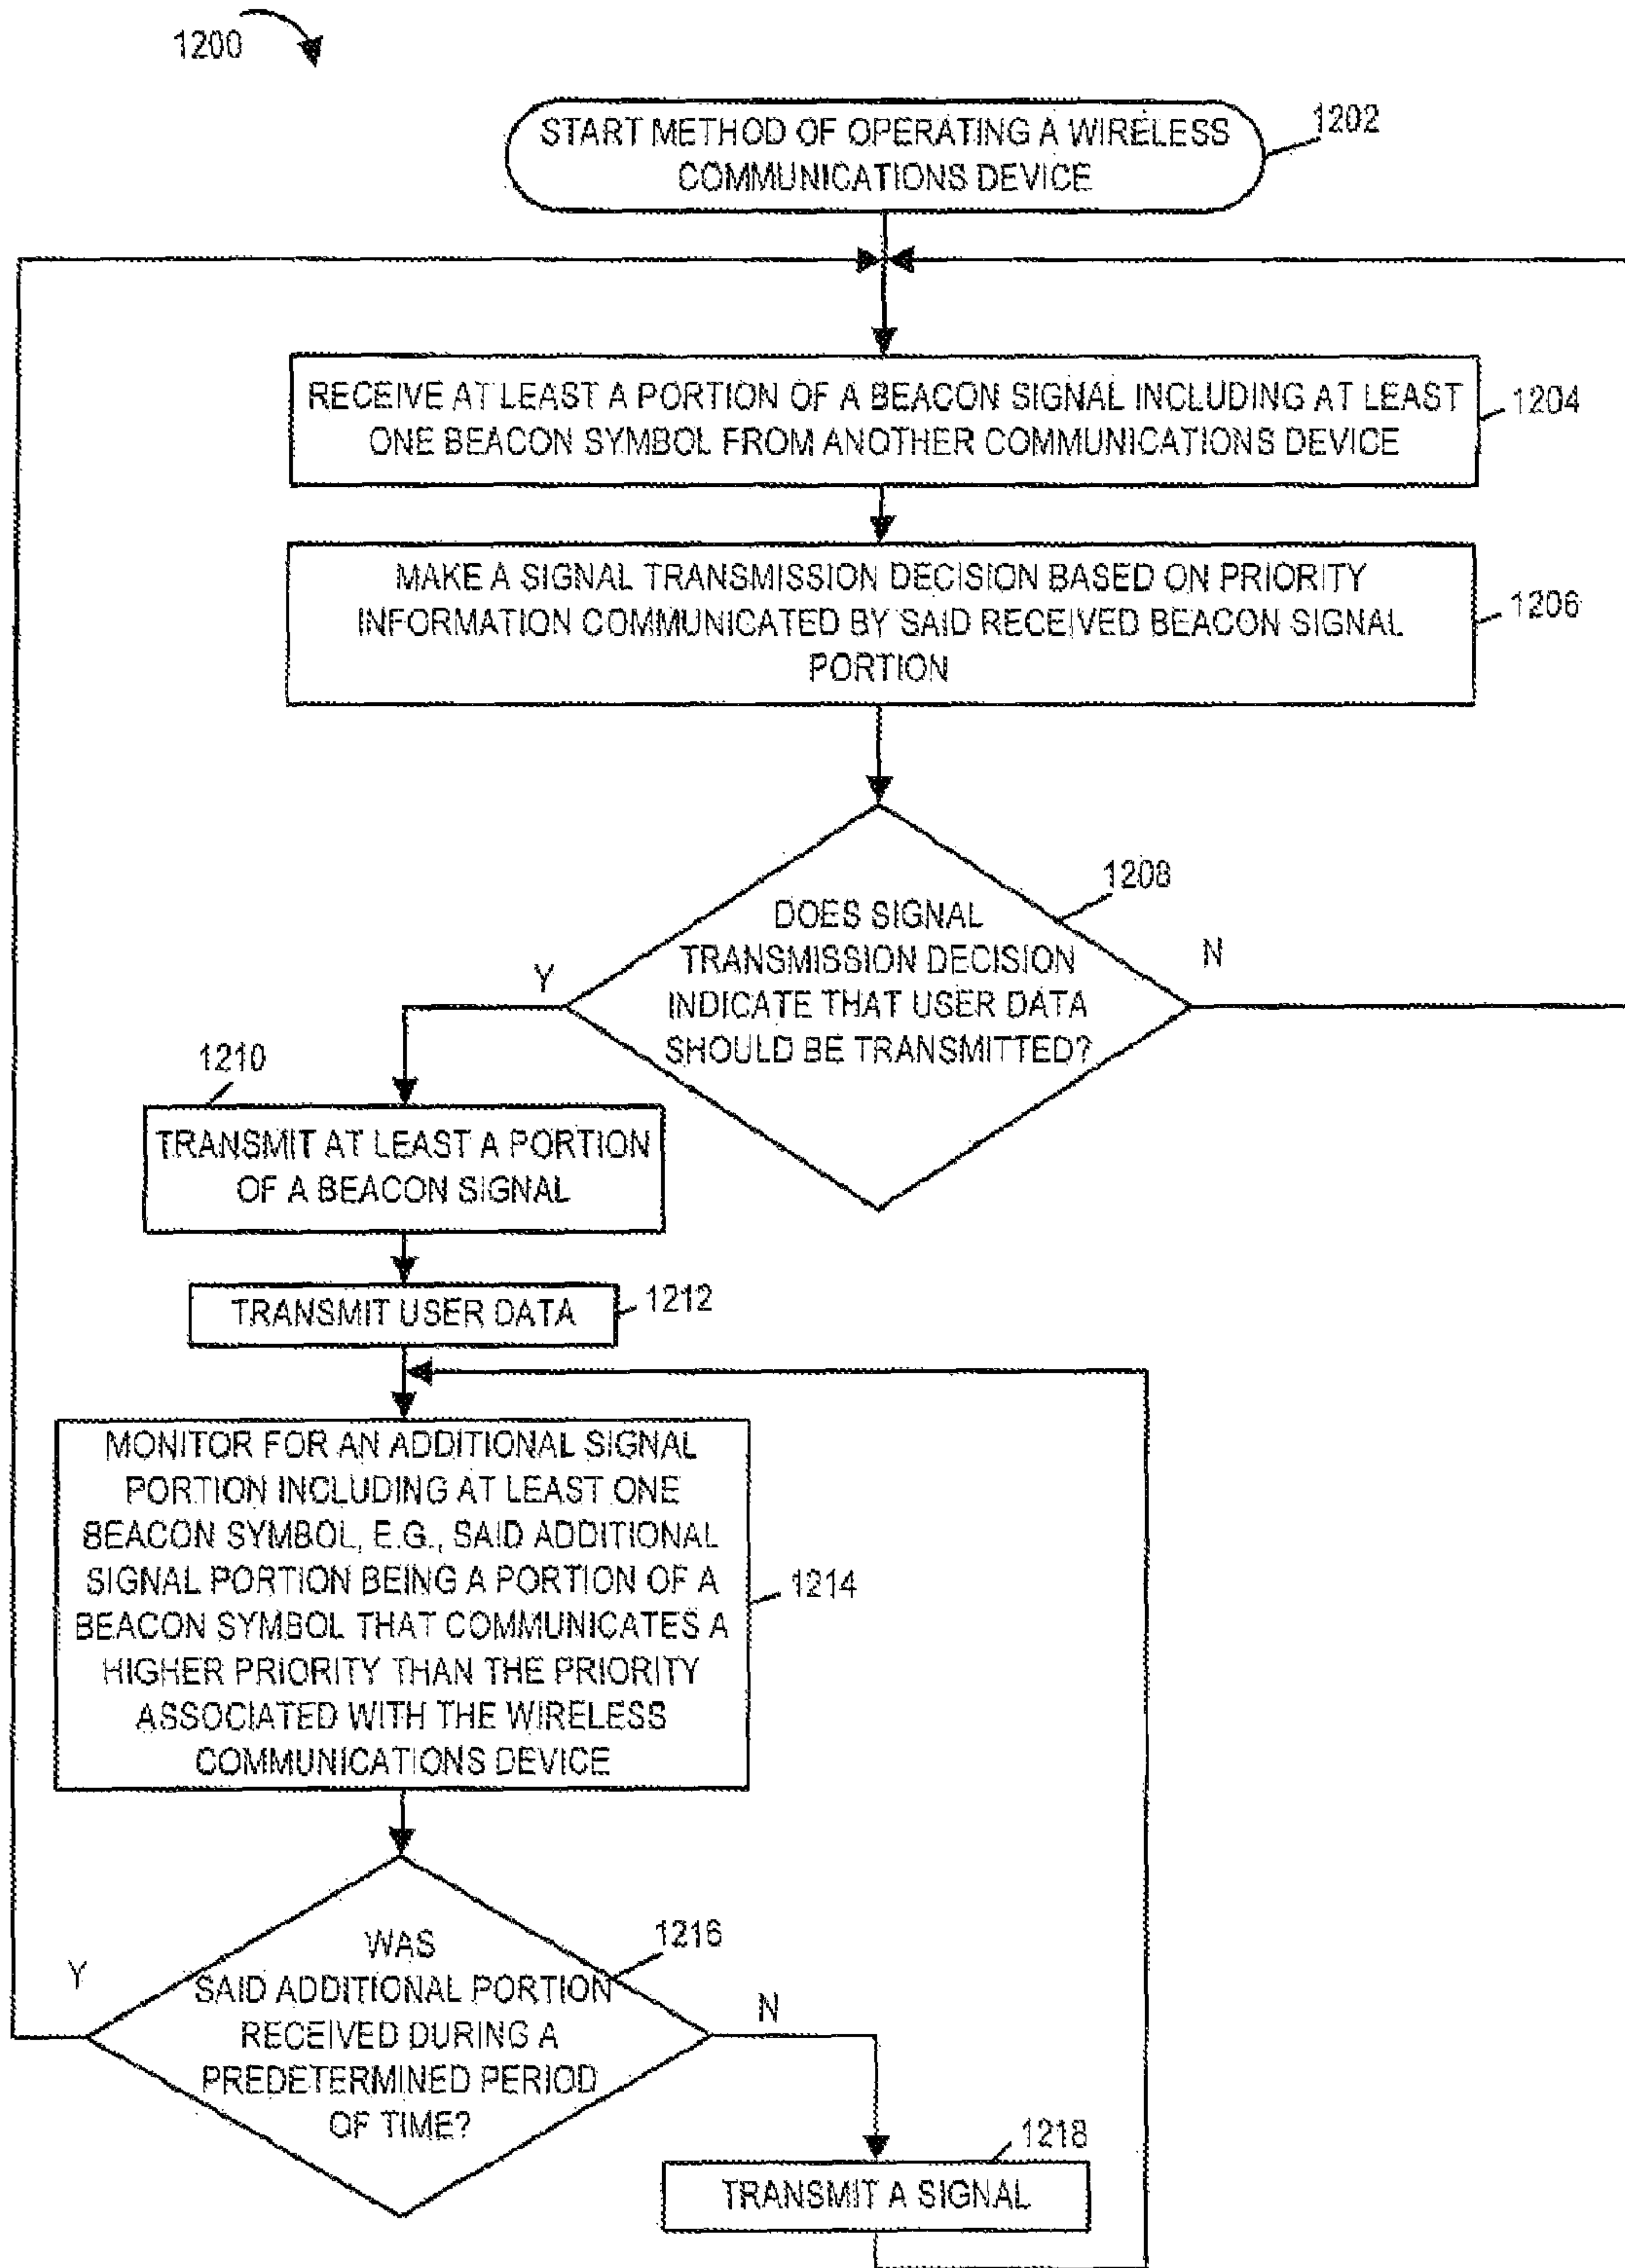 1200
START METHOD OF OPERATING A WIRELESS
COMMUNICATIONS DEVICE
1202
RECEIVE AT LEAST A PORTION OF A BEACON SIGNAL INCLUDING AT LEAST
ONE BEACON SYMBOL FROM ANOTHER COMMUNICATIONS DEVICE
1204
MAKE A SIGNAL TRANSMISSION DECISION BASED ON PRIORITY
INFORMATION COMMUNICATED BY SAID RECEIVED BEACON SIGNAL
PORTION
1206
1208
DOES SIGNAL
TRANSMISSION DECISION
INDICATE THAT USER DATA
SHOULD BE TRANSMITTED?
Y
N
1210
TRANSMIT AT LEAST A PORTION
OF A BEACON SIGNAL
TRANSMIT USER DATA
1212
MONITOR FOR AN ADDITIONAL SIGNAL
PORTION INCLUDING AT LEAST ONE
BEACON SYMBOL, E.G., SAID ADDITIONAL
SIGNAL PORTION BEING A PORTION OF A
BEACON SYMBOL THAT COMMUNICATES A
HIGHER PRIORITY THAN THE PRIORITY
ASSOCIATED WITH THE WIRELESS
COMMUNICATIONS DEVICE
1214
1216
WAS
SAID ADDITIONAL PORTION
RECEIVED DURING A
PREDETERMINED PERIOD
OF TIME?
Y
N
1218
TRANSMIT A SIGNAL